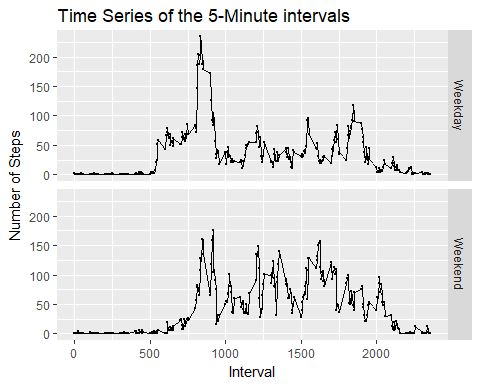 Time Series of the 5-Minute intervals
Number of Steps
200
150
100
50
0
Weekday
200
150
100
50
0
Weekend
0 500 1000 1500 2000
Interval